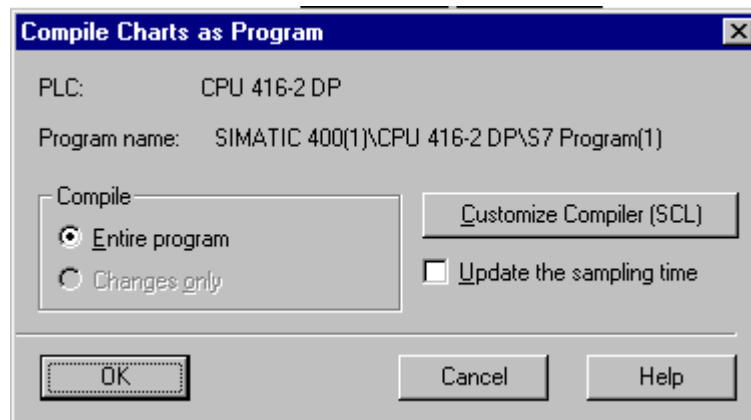 Compile Charts as Program
PLC: CPU 416-2 DP
Program name: SIMATIC 400(1)\CPU 416-2 DP\S7 Program(1)
Compile
Entire program
Changes only
Customize Compiler (SCL)
Update the sampling time
OK Cancel Help